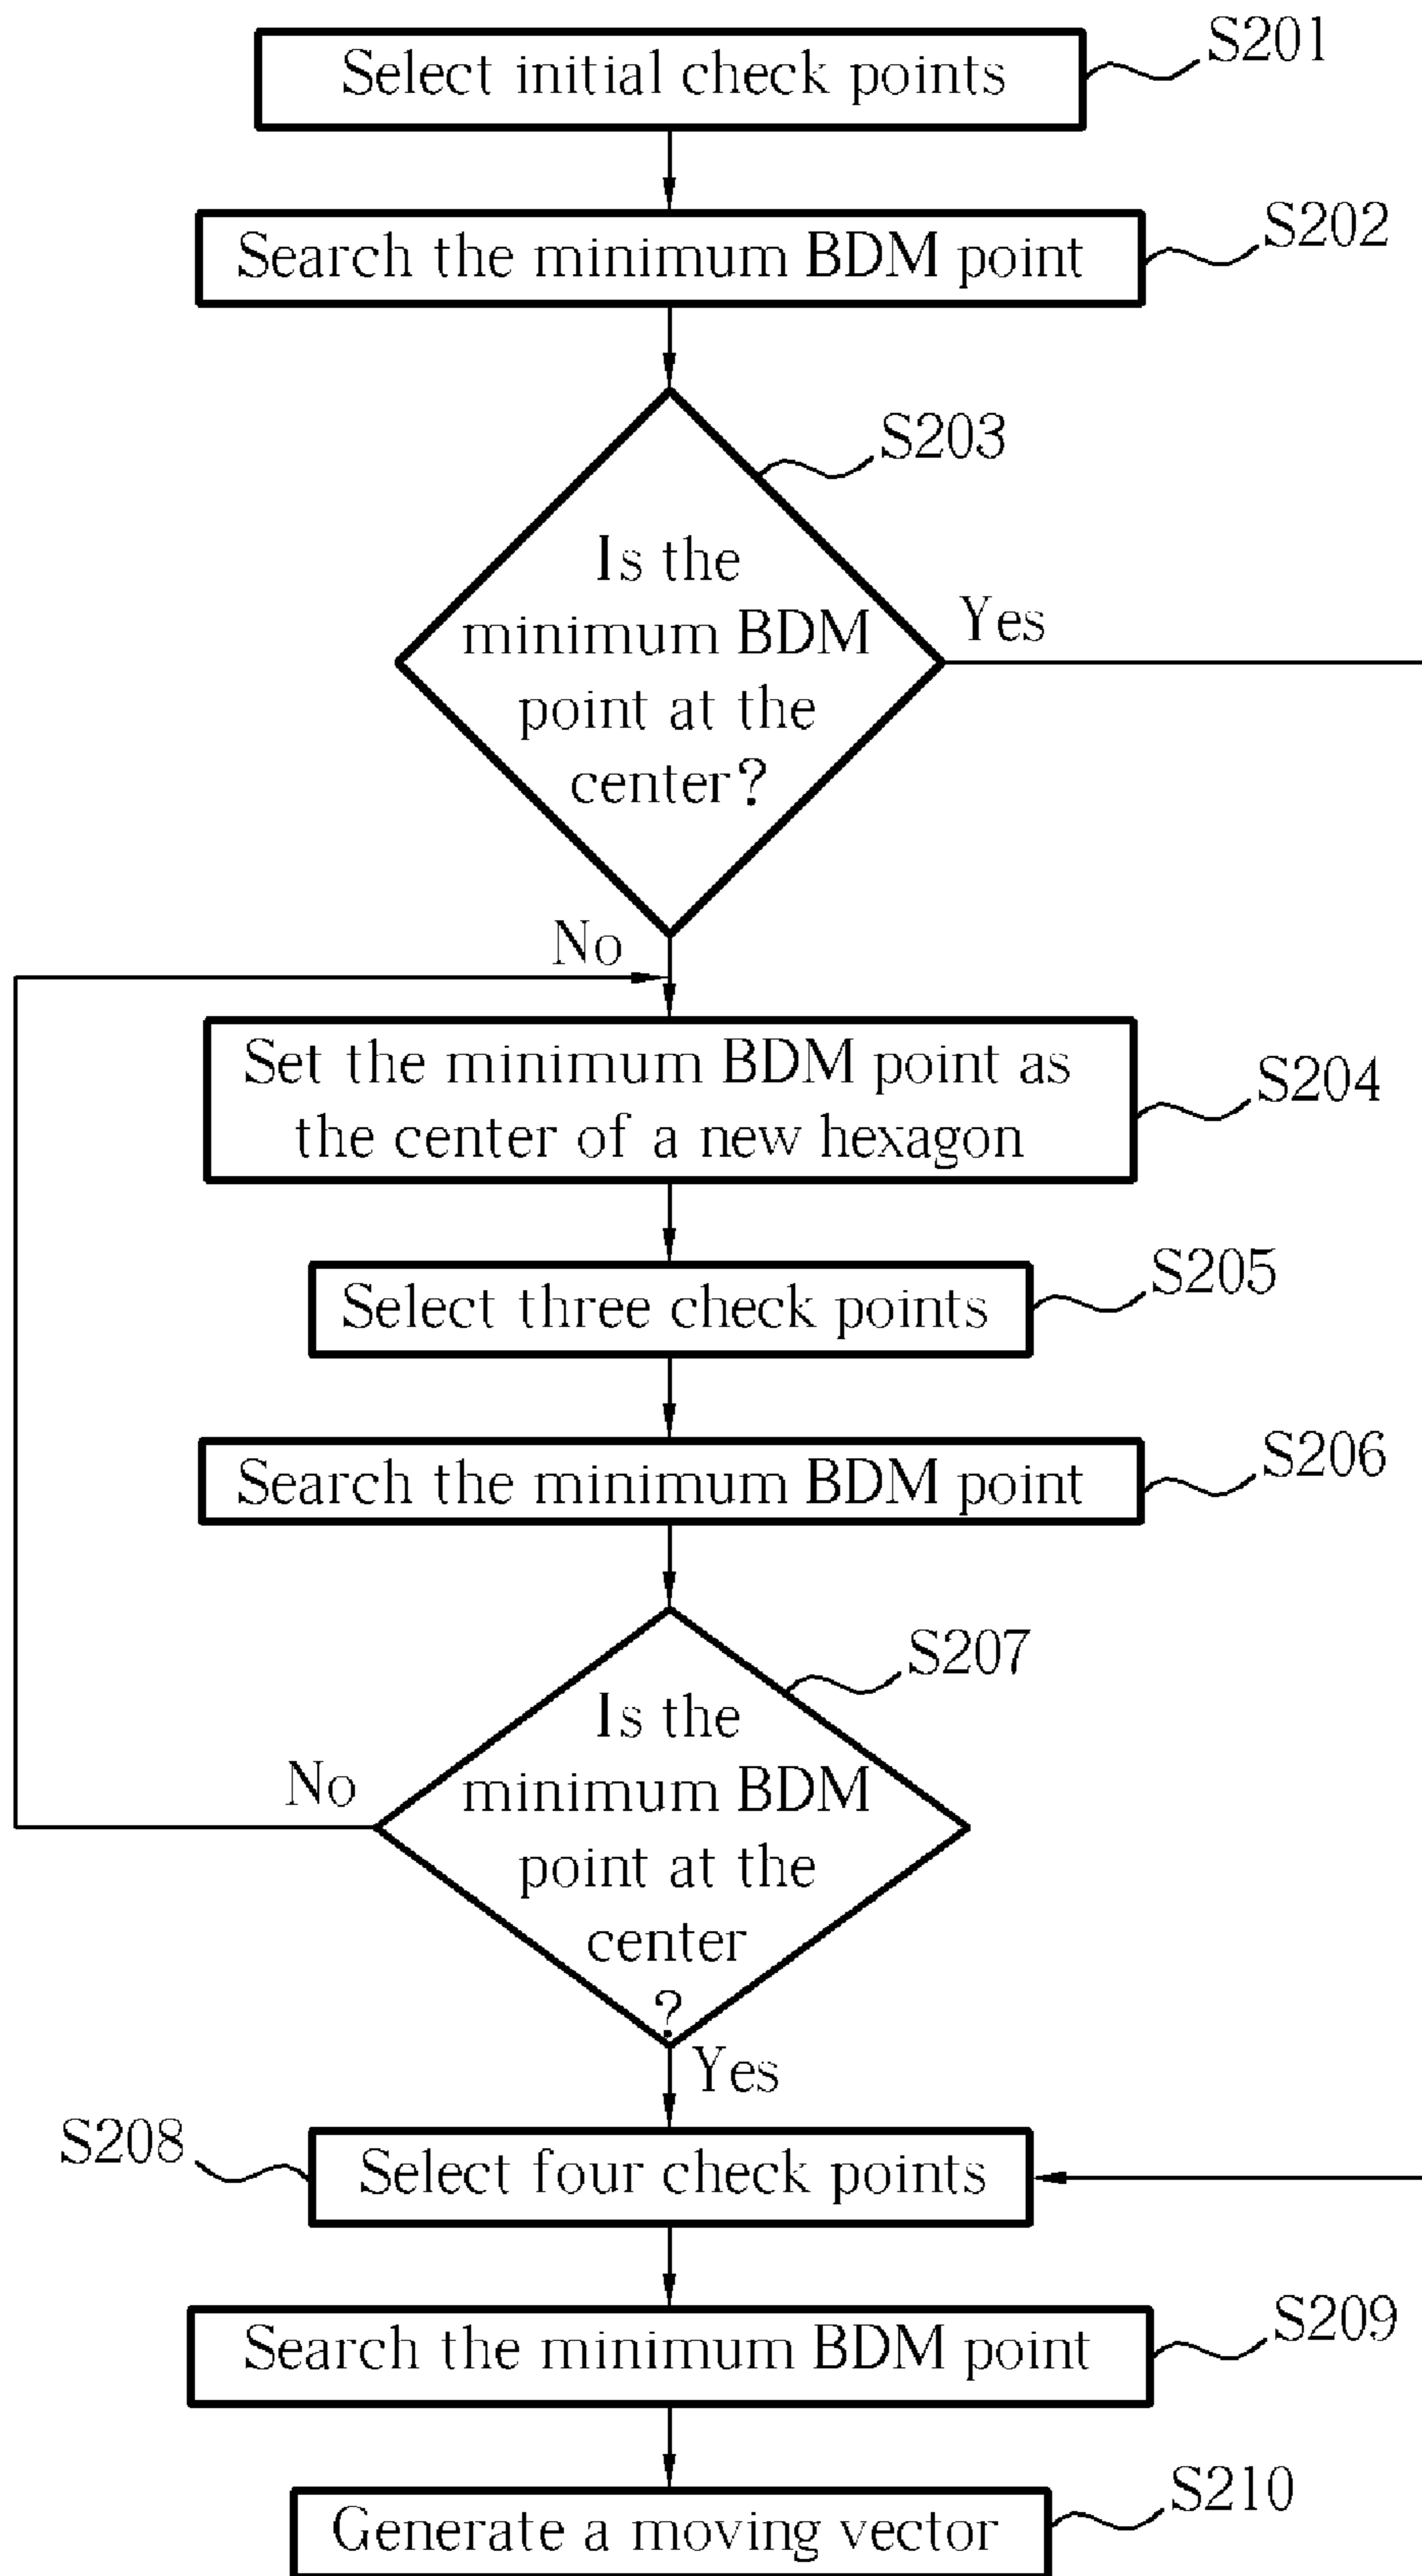 Select initial check points
S201
Search the minimum BDM point
S202
S203
Is the
minimum BDM
point at the
center?
Yes
No
Set the minimum BDM point as
the center of a new hexagon
S204
Select three check points
S205
Search the minimum BDM point
S206
S207
Is the
minimum BDM
point at the
center
?
No
Yes
S208
Select four check points
Search the minimum BDM point
S209
Generate a moving vector
S210